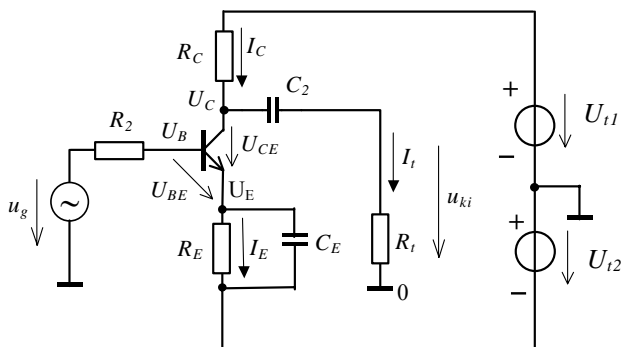 R_C
I_C
U_C
C_2
R_2
U_B
U_CE
U_BE
U_E
u_g
~
R_E
I_E
C_E
I_t
u_ki
R_t
0
+
U_t1
−
+
U_t2
−